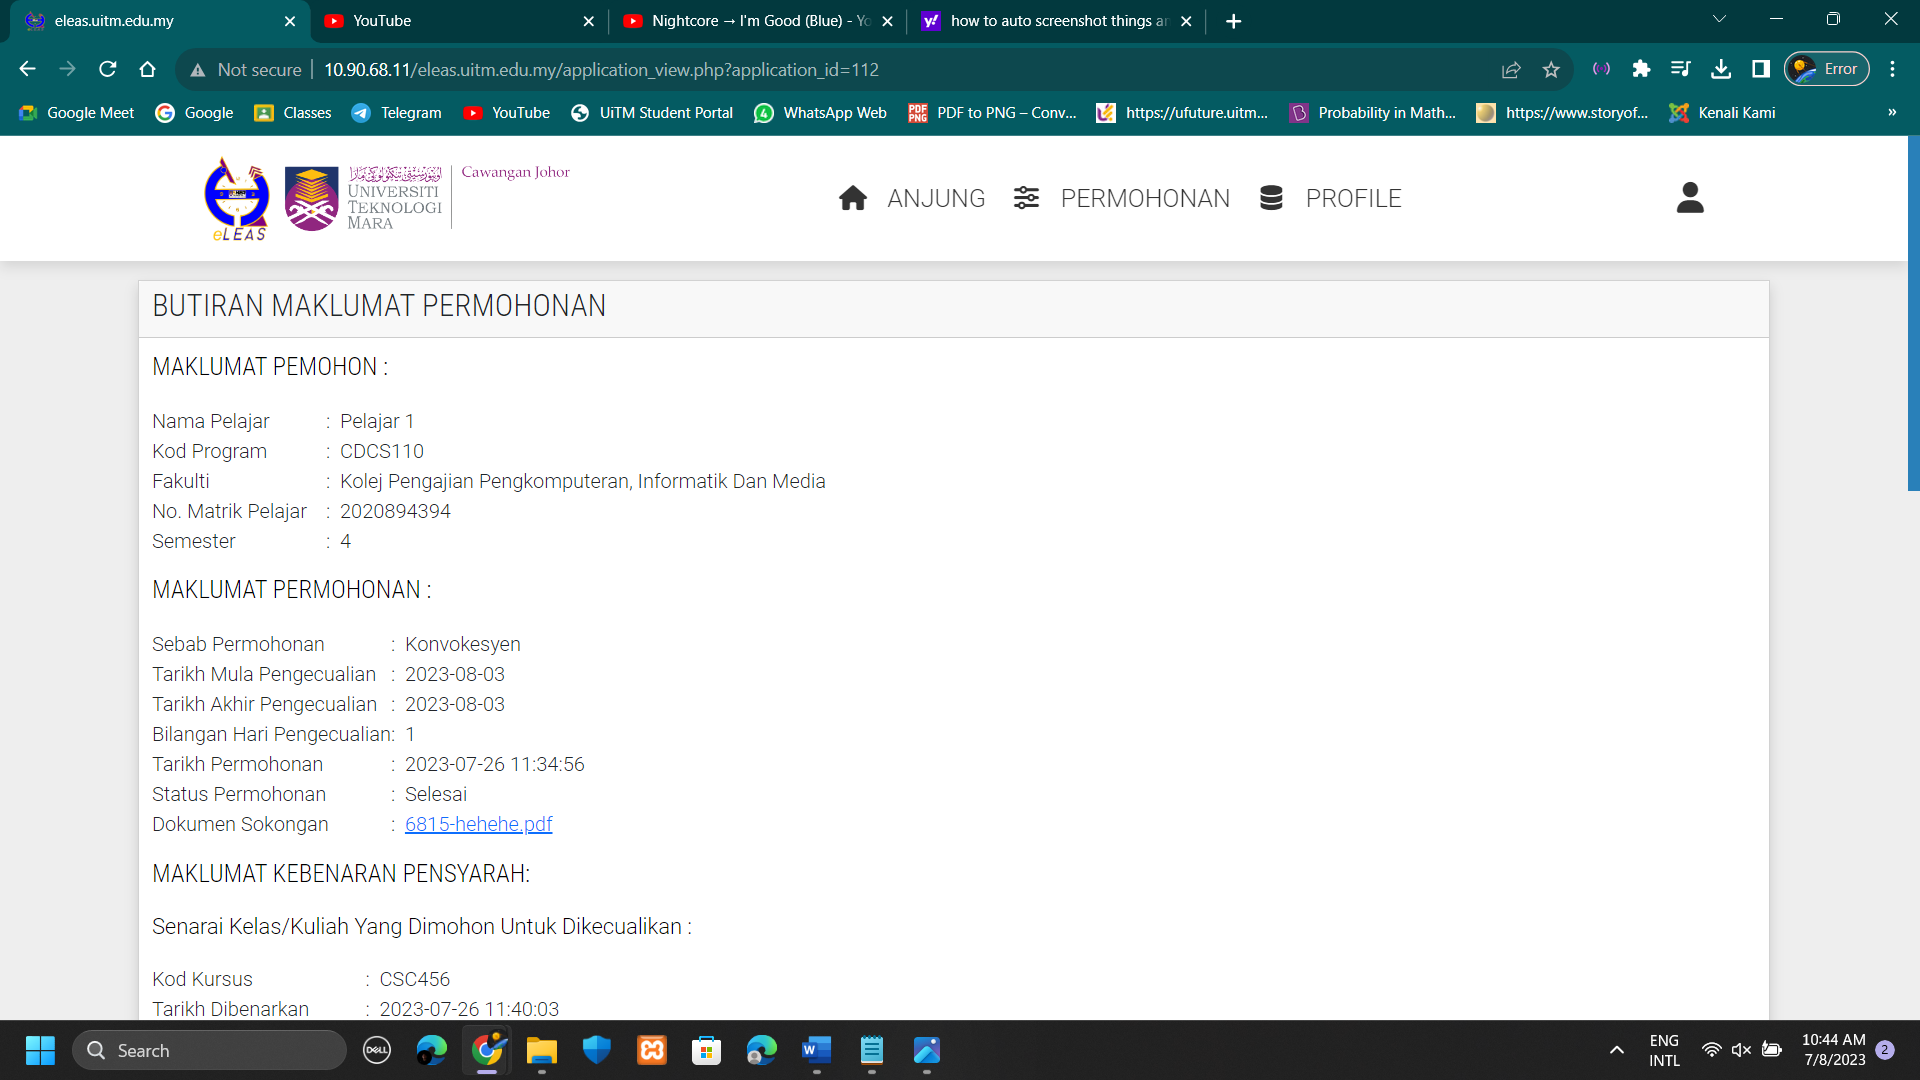 eleas.uitm.edu.my
YouTube
Nightcore → I'm Good (Blue) - Yo
how to auto screenshot things an
Not secure
10.90.68.11/eleas.uitm.edu.my/application_view.php?application_id=112
Error
Google Meet
Google
Classes
Telegram
YouTube
UiTM Student Portal
WhatsApp Web
PDF to PNG – Conv...
https://ufuture.uitm...
Probability in Math...
https://www.storyof...
Kenali Kami
»
eLEAS
UNIVERSITI
TEKNOLOGI
MARA
Cawangan Johor
ANJUNG
PERMOHONAN
PROFILE
BUTIRAN MAKLUMAT PERMOHONAN
MAKLUMAT PEMOHON :
Nama Pelajar : Pelajar 1
Kod Program : CDCS110
Fakulti : Kolej Pengajian Pengkomputeran, Informatik Dan Media
No. Matrik Pelajar : 2020894394
Semester : 4
MAKLUMAT PERMOHONAN :
Sebab Permohonan : Konvokesyen
Tarikh Mula Pengecualian : 2023-08-03
Tarikh Akhir Pengecualian : 2023-08-03
Bilangan Hari Pengecualian: 1
Tarikh Permohonan : 2023-07-26 11:34:56
Status Permohonan : Selesai
Dokumen Sokongan : 6815-hehehe.pdf
MAKLUMAT KEBENARAN PENSYARAH:
Senarai Kelas/Kuliah Yang Dimohon Untuk Dikecualikan :
Kod Kursus : CSC456
Tarikh Dibenarkan : 2023-07-26 11:40:03
Search
DELL
ENG
INTL
10:44 AM
7/8/2023
2